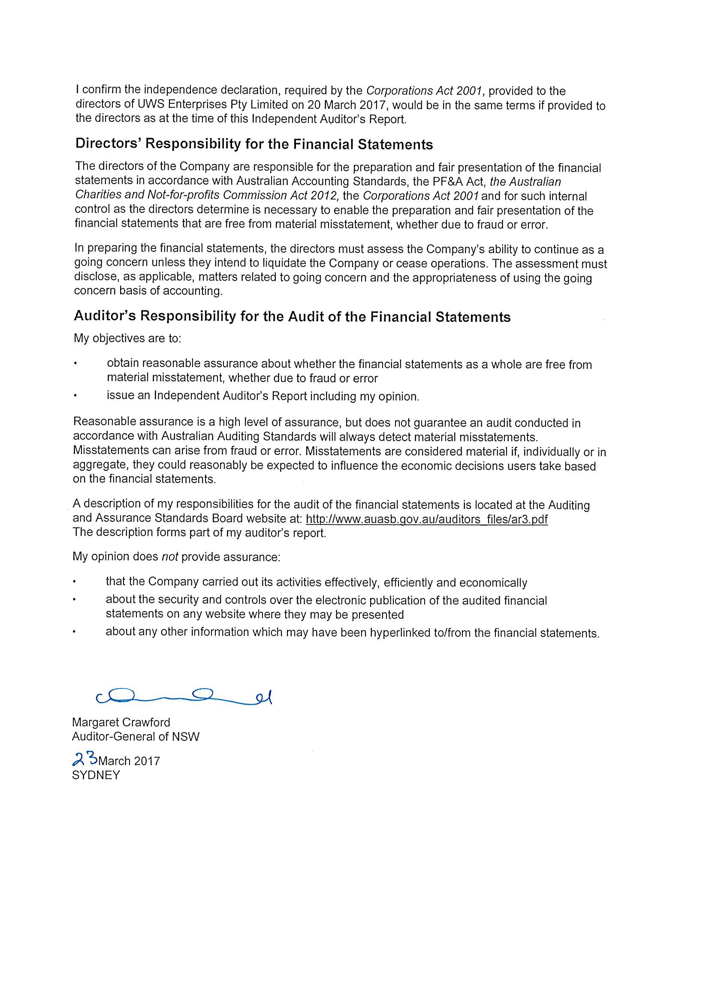 I confirm the independence declaration, required by the Corporations Act 2001, provided to the
directors of UWS Enterprises Pty Limited on 20 March 2017, would be in the same terms if provided to
the directors as at the time of this Independent Auditor's Report.
Directors' Responsibility for the Financial Statements
The directors of the Company are responsible for the preparation and fair presentation of the financial
statements in accordance with Australian Accounting Standards, the PF&A Act, the Australian
Charities and Not-for-profits Commission Act 2012, the Corporations Act 2001 and for such internal
control as the directors determine is necessary to enable the preparation and fair presentation of the
financial statements that are free from material misstatement, whether due to fraud or error.
In preparing the financial statements, the directors must assess the Company's ability to continue as a
going concern unless they intend to liquidate the Company or cease operations. The assessment must
disclose, as applicable, matters related to going concern and the appropriateness of using the going
concern basis of accounting.
Auditor's Responsibility for the Audit of the Financial Statements
My objectives are to:
• obtain reasonable assurance about whether the financial statements as a whole are free from
material misstatement, whether due to fraud or error
• issue an Independent Auditor's Report including my opinion.
Reasonable assurance is a high level of assurance, but does not guarantee an audit conducted in
accordance with Australian Auditing Standards will always detect material misstatements.
Misstatements can arise from fraud or error. Misstatements are considered material if, individually or in
aggregate, they could reasonably be expected to influence the economic decisions users take based
on the financial statements.
A description of my responsibilities for the audit of the financial statements is located at the Auditing
and Assurance Standards Board website at: http://www.auasb.gov.au/auditors_files/ar3.pdf
The description forms part of my auditor's report.
My opinion does not provide assurance:
• that the Company carried out its activities effectively, efficiently and economically
• about the security and controls over the electronic publication of the audited financial
statements on any website where they may be presented
• about any other information which may have been hyperlinked to/from the financial statements.
Margaret Crawford
Auditor-General of NSW
23 March 2017
SYDNEY